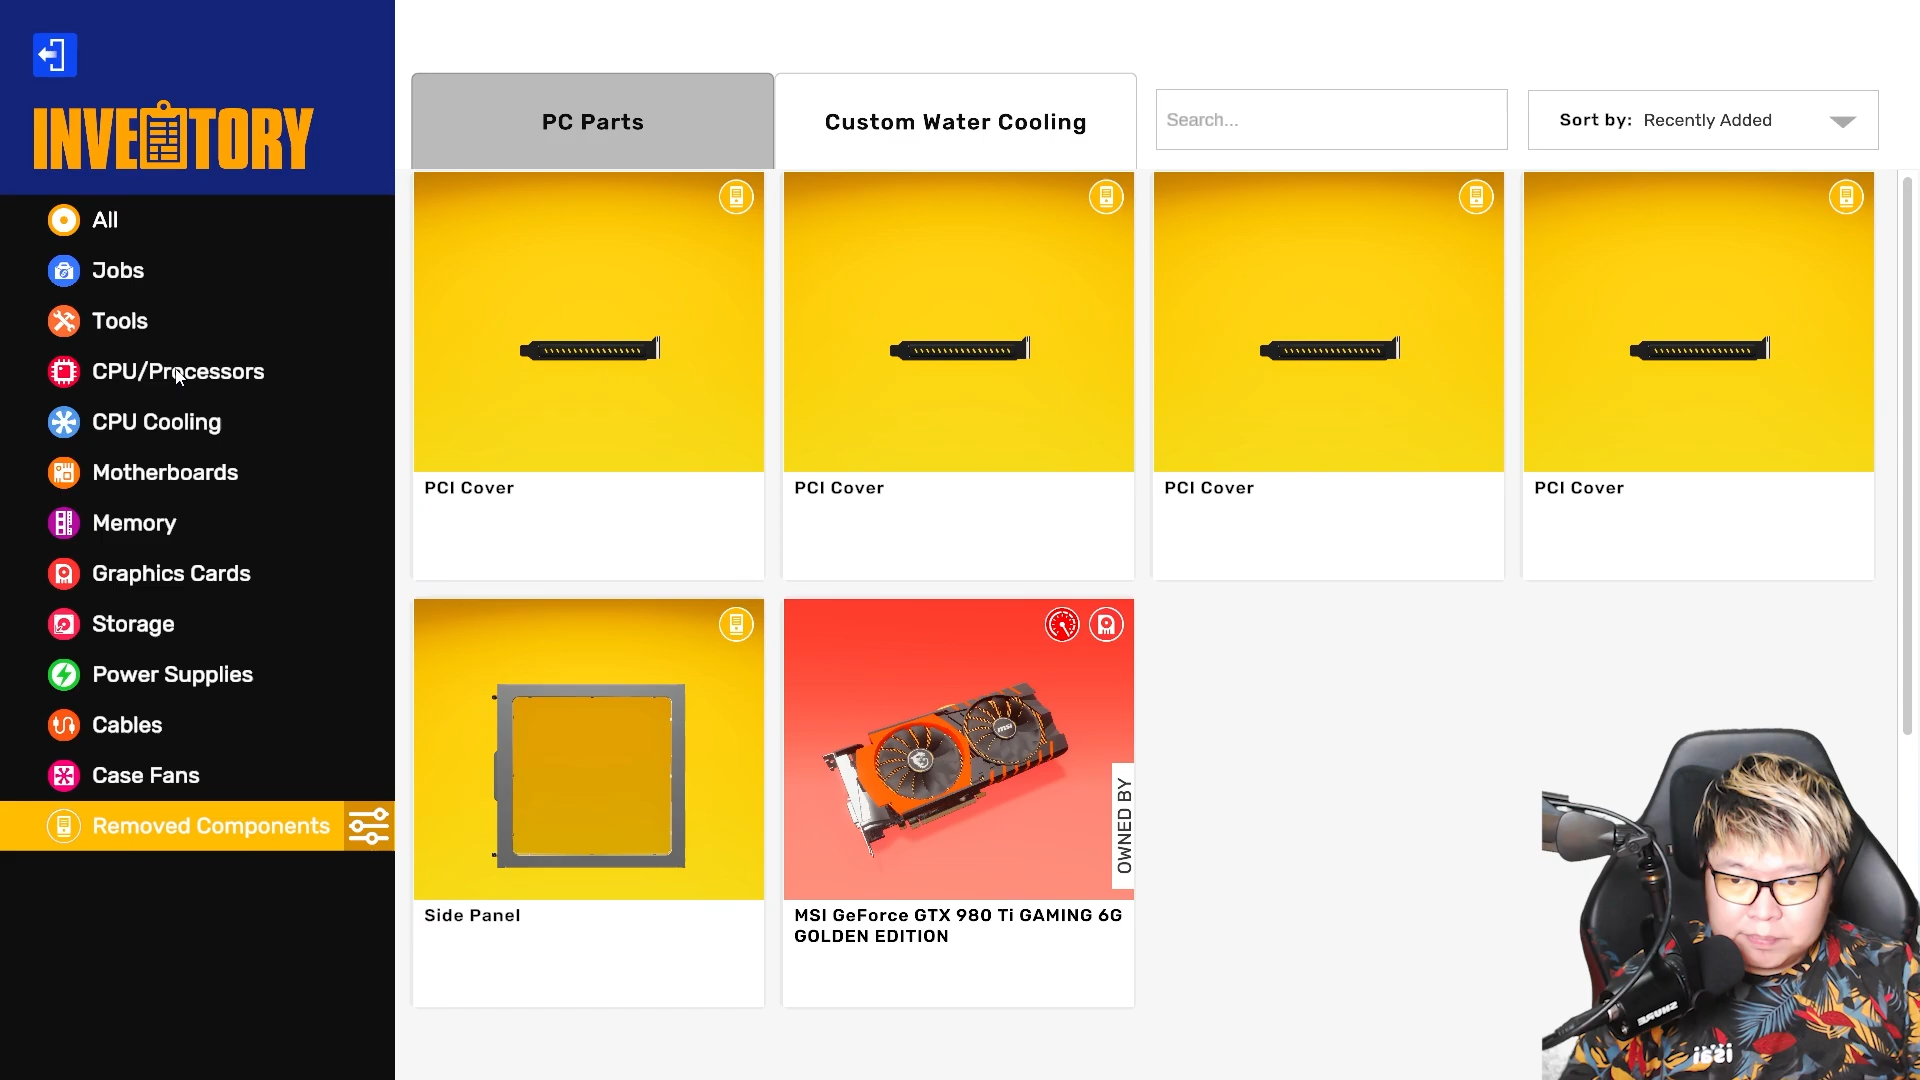 INVENTORY
All
Jobs
Tools
CPU/Processors
CPU Cooling
Motherboards
Memory
Graphics Cards
Storage
Power Supplies
Cables
Case Fans
Removed Components
PC Parts
Custom Water Cooling
Search...
Sort by: Recently Added
PCI Cover
PCI Cover
PCI Cover
PCI Cover
Side Panel
OWNED BY
MSI GeForce GTX 980 Ti GAMING 6G
GOLDEN EDITION
msi
SHURE